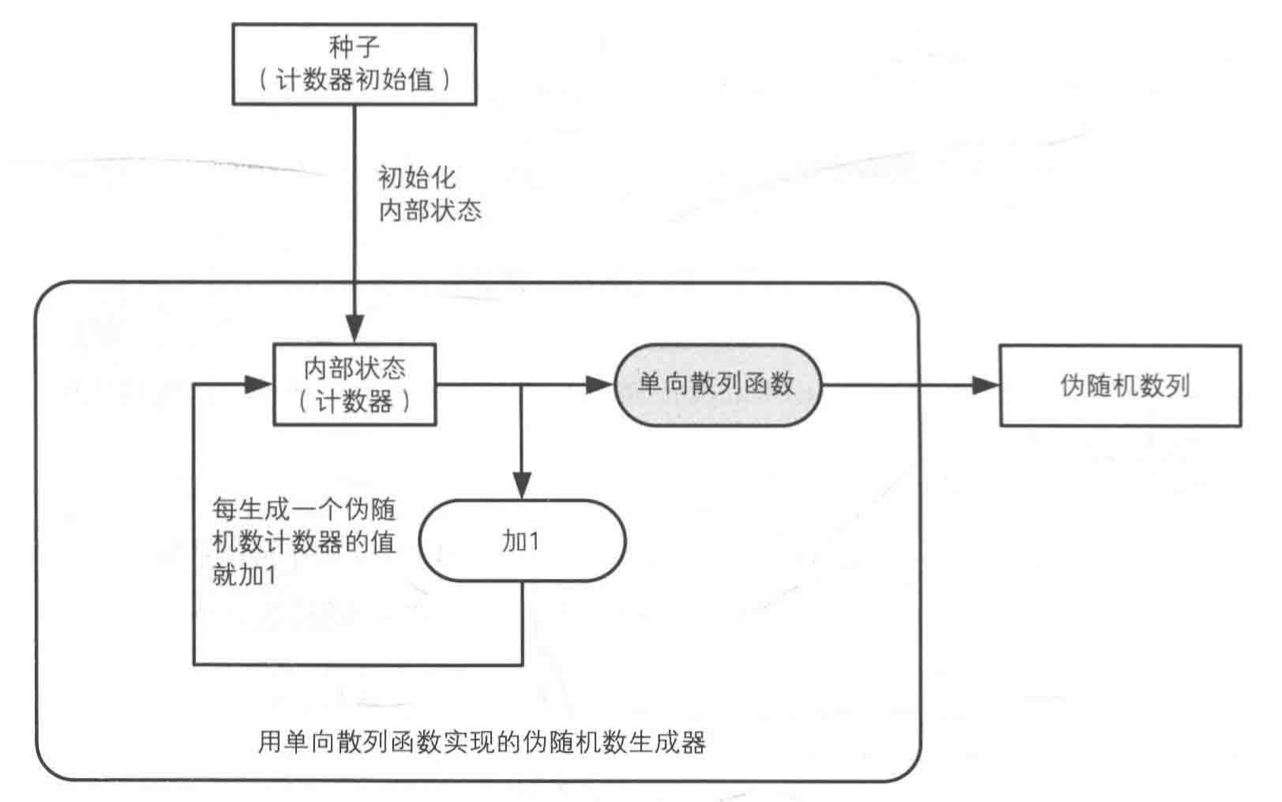 种子
（计数器初始值）
初始化
内部状态
内部状态
（计数器）
单向散列函数
伪随机数列
每生成一个伪随
机数计数器的值
就加1
加1
用单向散列函数实现的伪随机数生成器